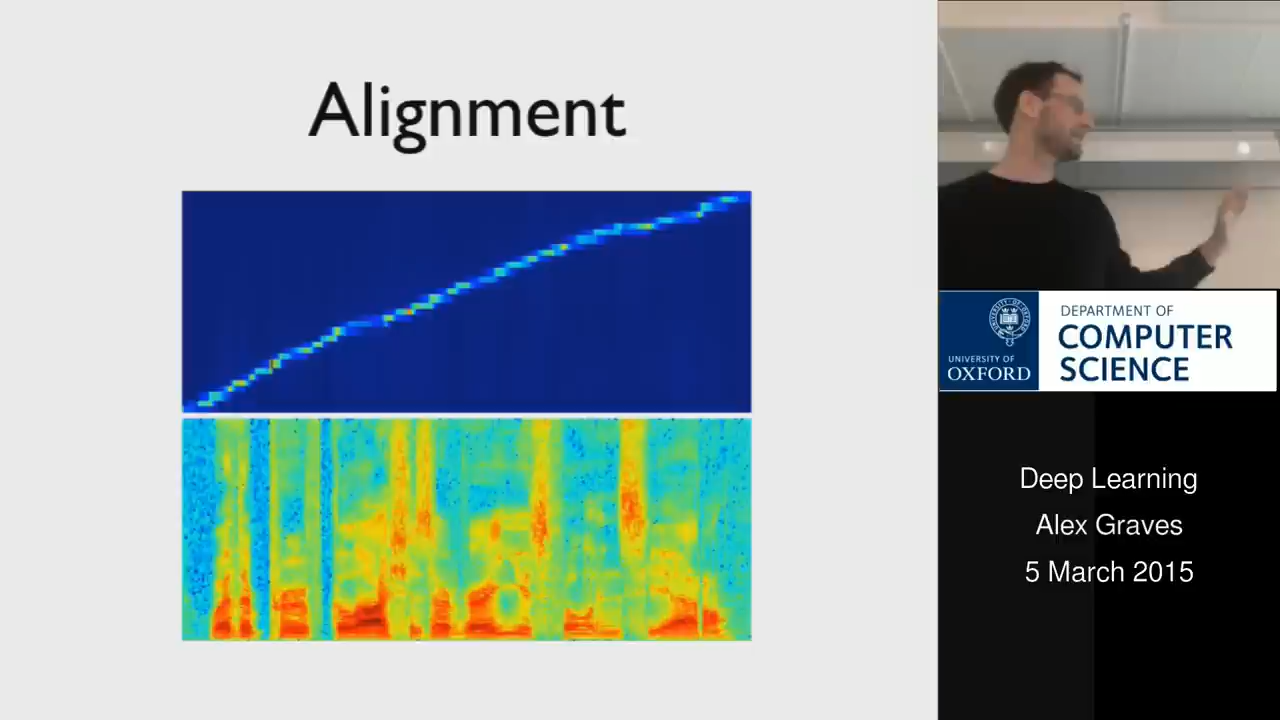 Alignment
UNIVERSITY OF
OXFORD
DEPARTMENT OF
COMPUTER
SCIENCE
Deep Learning
Alex Graves
5 March 2015